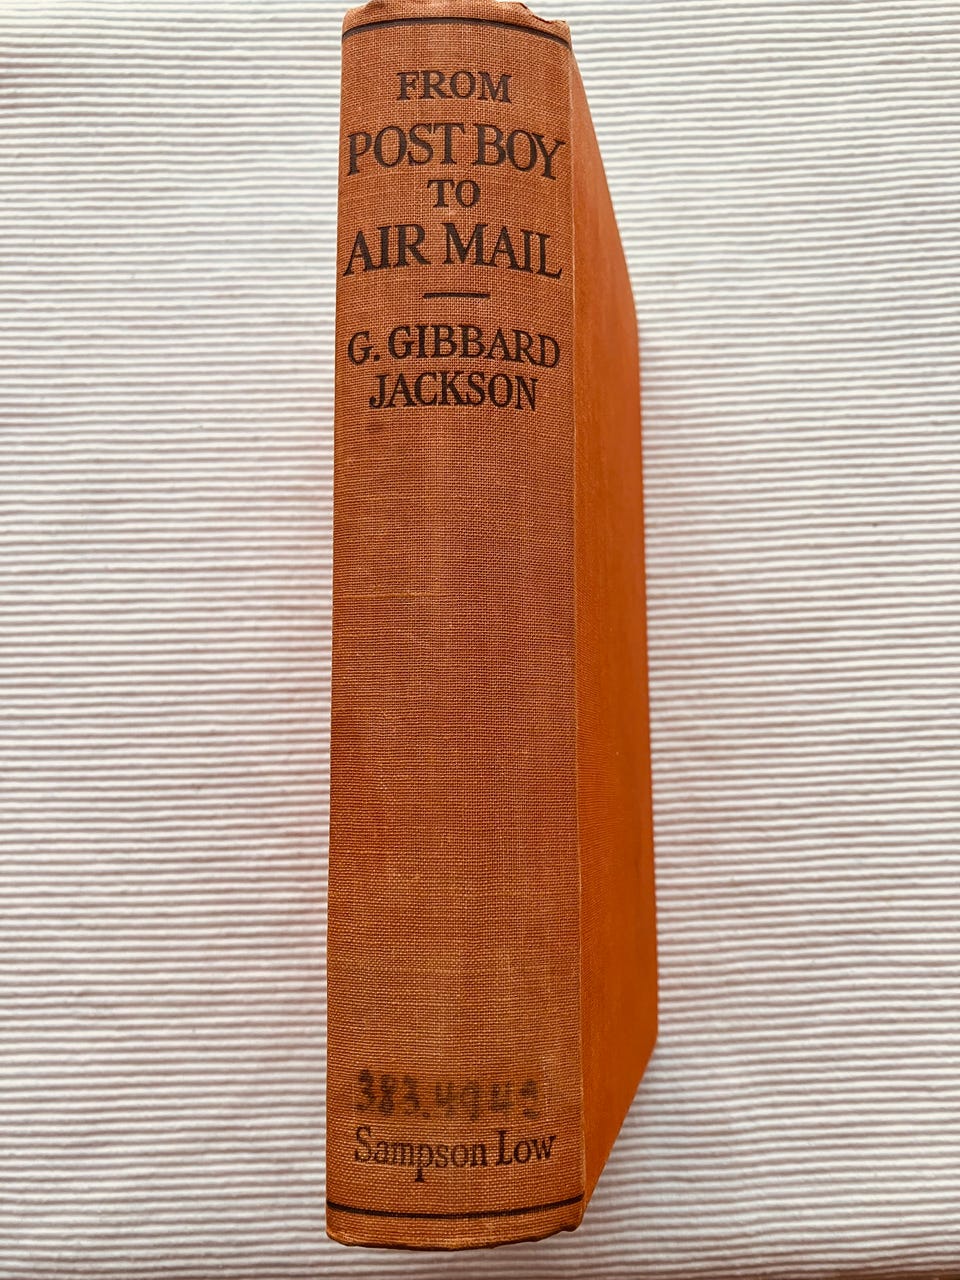 FROM
POST BOY
TO
AIR MAIL
G. GIBBARD
JACKSON
Sampson Low